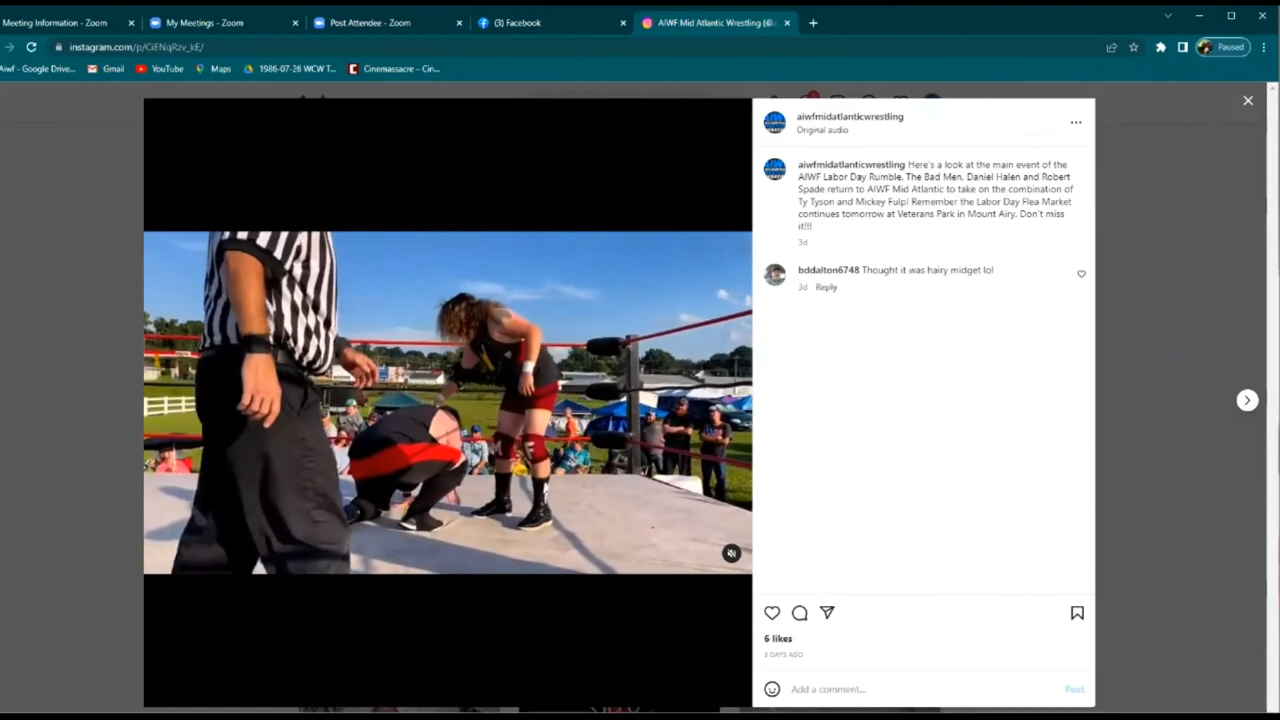 Meeting Information - Zoom
My Meetings - Zoom
Post Attendee - Zoom
(3) Facebook
AIWF Mid Atlantic Wrestling (@a
instagram.com/p/CiENqRzv_kE/
Paused
Aiwf - Google Drive...
Gmail
YouTube
Maps
1986-07-26 WCW T...
Cinemassacre – Cin...
aiwfmidatlanticwrestling
Original audio
aiwfmidatlanticwrestling Here's a look at the main event of the
AIWF Labor Day Rumble. The Bad Men, Daniel Halen and Robert
Spade return to AIWF Mid Atlantic to take on the combination of
Ty Tyson and Mickey Fulp! Remember the Labor Day Flea Market
continues tomorrow at Veterans Park in Mount Airy. Don't miss
it!!!
3d
bddalton6748 Thought it was hairy midget lol
3d Reply
M F
6 likes
3 DAYS AGO
Add a comment...
Post